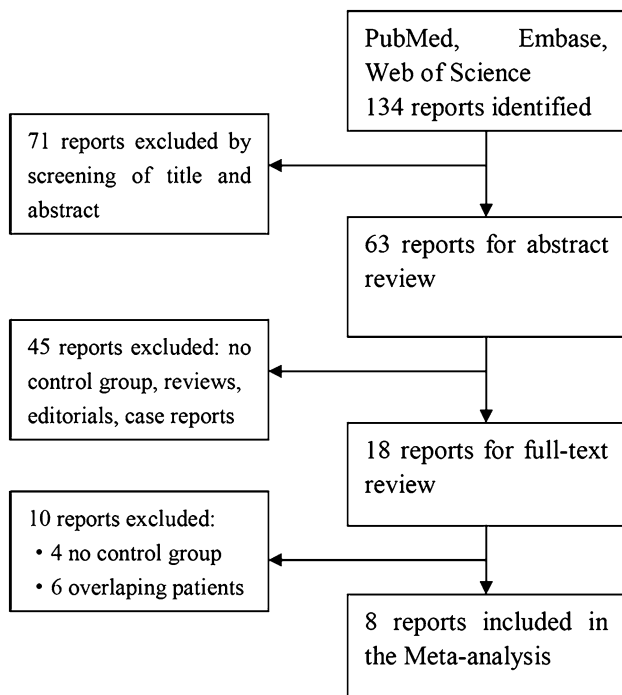 PubMed, Embase,
Web of Science
134 reports identified
71 reports excluded by
screening of title and
abstract
63 reports for abstract
review
45 reports excluded: no
control group, reviews,
editorials, case reports
18 reports for full-text
review
10 reports excluded:
• 4 no control group
• 6 overlaping patients
8 reports included in
the Meta-analysis